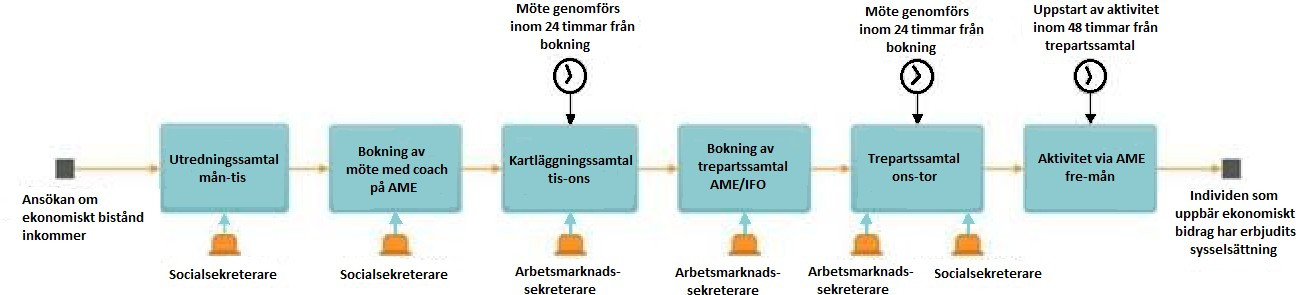 Möte genomförs
inom 24 timmar från
bokning
Möte genomförs
inom 24 timmar från
bokning
Uppstart av aktivitet
inom 48 timmar från
trepartssamtal
Utredningssamtal
mån-tis
Bokning av
möte med coach
på AME
Kartläggningssamtal
tis-ons
Bokning av
trepartssamtal
AME/IFO
Trepartssamtal
ons-tor
Aktivitet via AME
fre-mån
Ansökan om
ekonomiskt bistånd
inkommer
Individen som
uppbär ekonomiskt
bidrag har erbjudits
sysselsättning
Socialsekreterare
Socialsekreterare
Arbetsmarknads-
sekreterare
Arbetsmarknads-
sekreterare
Arbetsmarknads-
sekreterare
Socialsekreterare